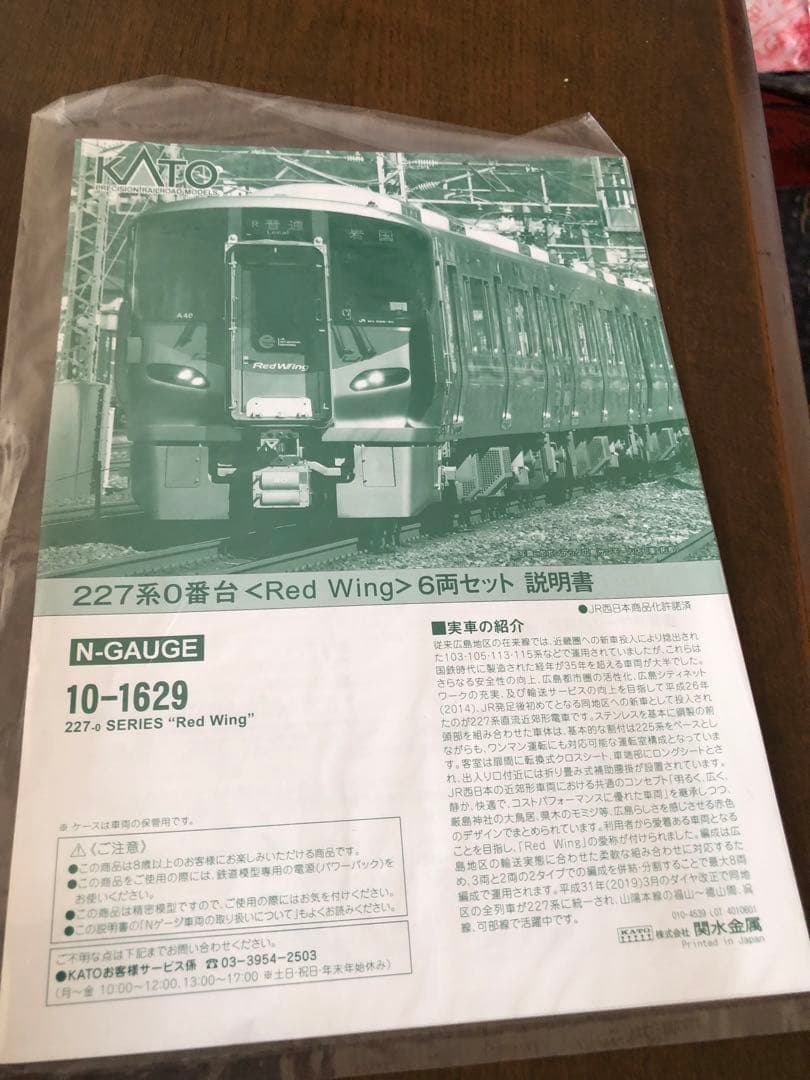 KATO
PRECISION RAILROAD MODELS
R 普通
Local
岩国
A40
Red Wing
227系0番台<Red Wing>6両セット 説明書
●JR西日本商品化許諾済
N-GAUGE
10-1629
227-0 SERIES "Red Wing"
※ ケースは車両の保管用です。
⚠〈ご注意〉
●この商品は8歳以上のお客様にお楽しみいただける商品です。
●この商品をご使用の際には、鉄道模型専用の電源(パワーパック)を
お使いください。
●この商品は精密模型ですので、ご使用の際にはお気を付けください。
●この説明書の「Nゲージ車両の取り扱いについて」もよくお読みください。
ご不明な点は下記までお問い合わせください。
●KATOお客様サービス係 ☎03-3954-2503
(月〜金 10:00〜12:00、13:00〜17:00 ※土日・祝日・年末年始休み)
■実車の紹介
従来広島地区の在来線では、近畿圏への新車投入により捻出され
た103・105・113・115系などで運用されていましたが、これらは
国鉄時代に製造された経年が35年を超える車両が大半でした。
さらなる安全性の向上、広島都市圏の活性化、広島シティネット
ワークの充実、及び輸送サービスの向上を目指して平成26年
(2014)、JR発足後初めてとなる同地区への新車として投入され
たのが227系直流近郊形電車です。ステンレスを基本に鋼製の前
頭部を組み合わせた車体は、基本的な割付は225系をベースとし
ながらも、ワンマン運転にも対応可能な運転室構成となっていま
す。客室は扉間に転換式クロスシート、車端部にロングシートとさ
れ、出入り口付近には折り畳み式補助腰掛が設置されています。
JR西日本の近郊形車両における共通のコンセプト「明るく、広く、
静か、快適で、コストパフォーマンスに優れた車両」を継承しつつ、
厳島神社の大鳥居、県木のモミジ等、広島らしさを感じさせる赤色
のデザインでまとめられています。利用者から愛着ある車両となる
ことを目指し、「Red Wing」の愛称が付けられました。編成は広
島地区の輸送実態に合わせた柔軟な組み合わせに対応するた
め、3両と2両の2タイプでの編成を併結・分割することで最大8両
編成で運用されます。平成31年(2019)3月のダイヤ改正で同地
区の全列車が227系に統一され、山陽本線の福山〜徳山間、呉
線、可部線で活躍中です。
010-4539 LOT 4010601
KATO 株式会社 関水金属
Printed in Japan